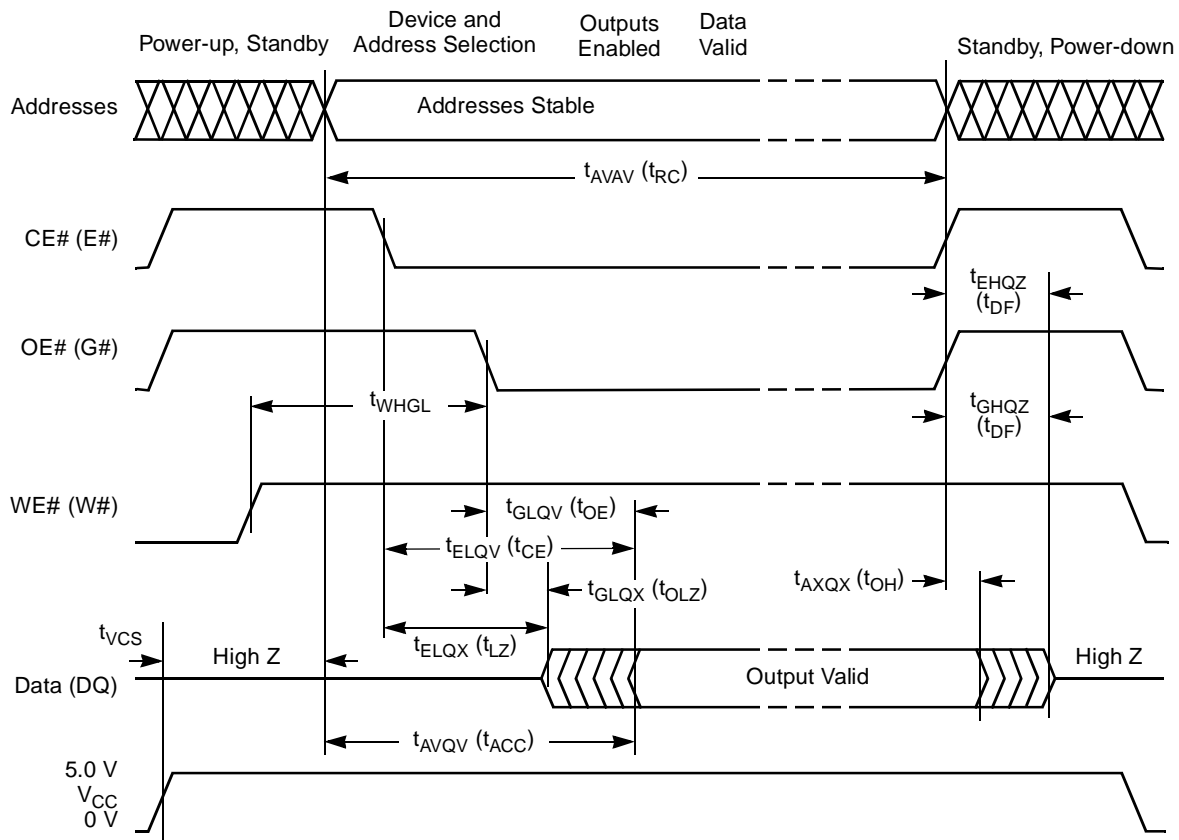 Power-up, Standby
Device and
Address Selection
Outputs
Enabled
Data
Valid
Standby, Power-down
Addresses
Addresses Stable
tAVAV (tRC)
CE# (E#)
tEHQZ
(tDF)
OE# (G#)
tWHGL
tGHQZ
(tDF)
WE# (W#)
tGLQV (tOE)
tELQV (tCE)
tGLQX (tOLZ)
tAXQX (tOH)
tVCS
tELQX (tLZ)
High Z
Output Valid
High Z
Data (DQ)
tAVQV (tACC)
5.0 V
VCC
0 V